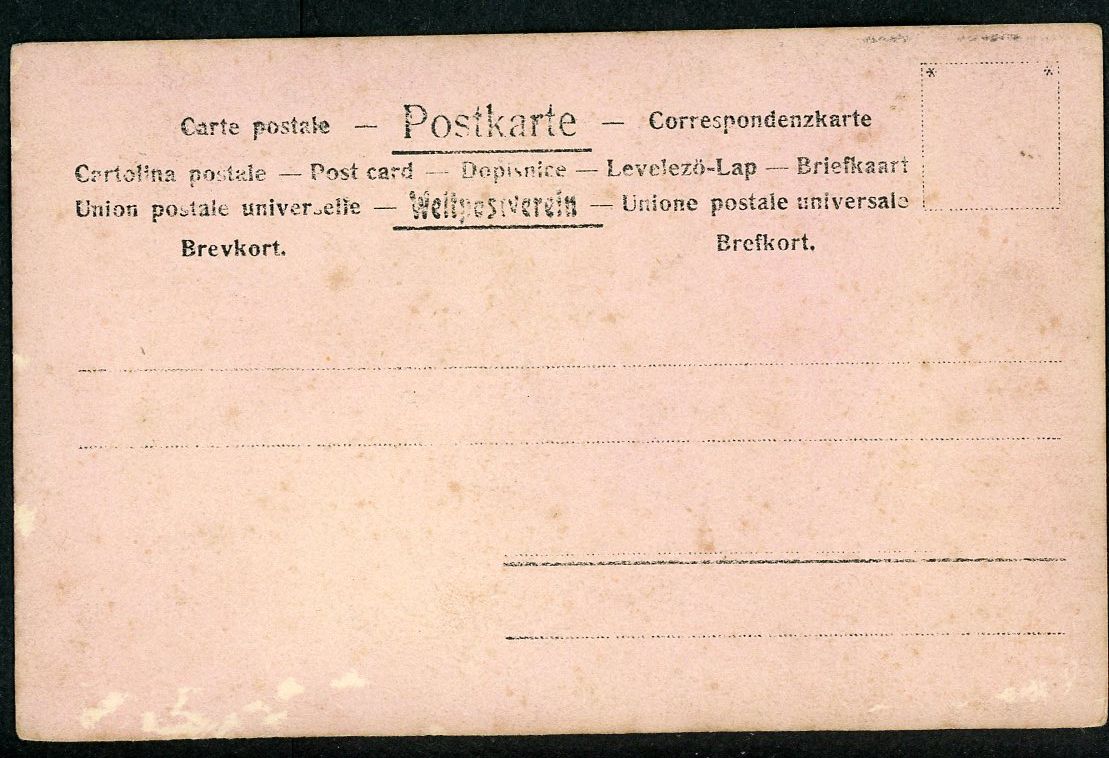 Carte postale — Postkarte — Correspondenzkarte
Cartolina postale — Post card — Dopisnice — Levelező-Lap — Briefkaart
Union postale universelle — Weltpostverein — Unione postale universale
Brevkort. Brefkort.